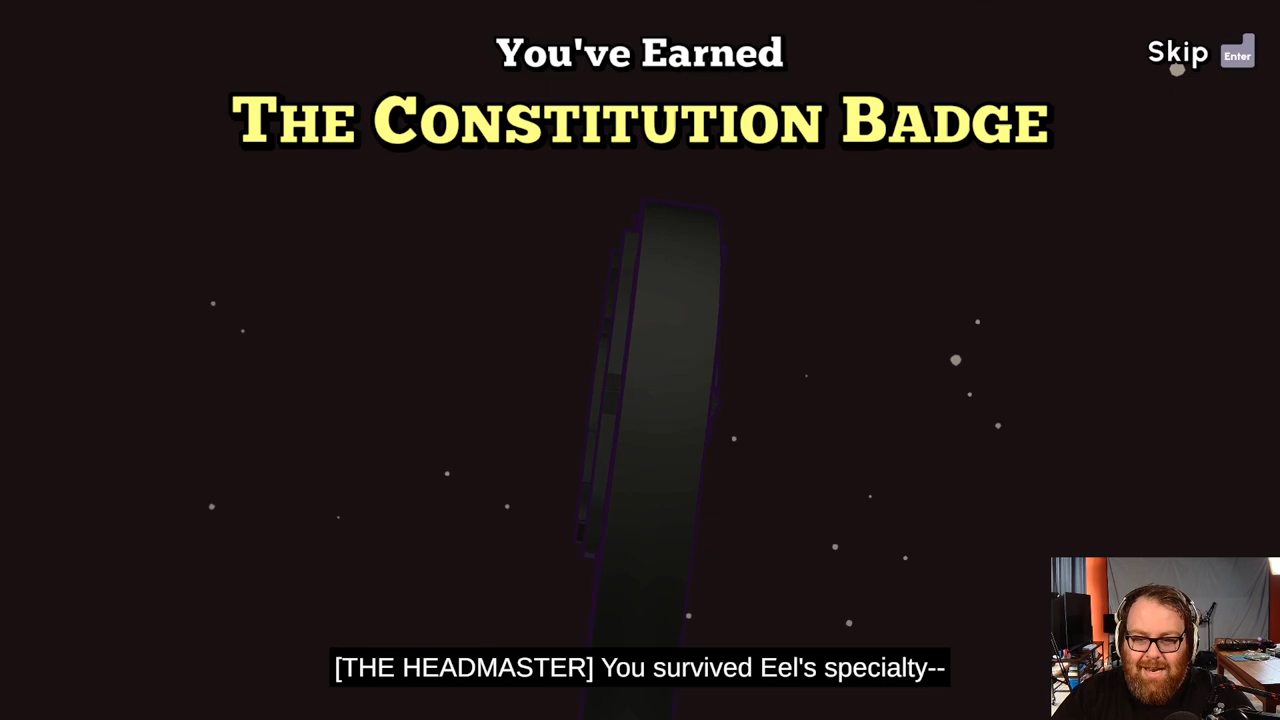 You've Earned
Skip Enter
THE CONSTITUTION BADGE
[THE HEADMASTER] You survived Eel's specialty--